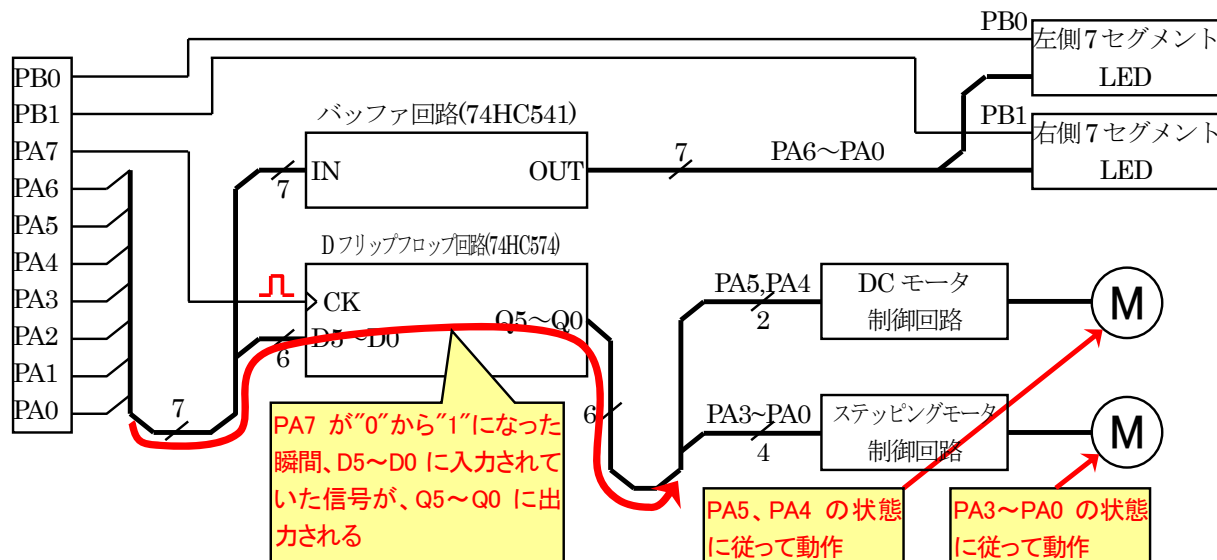 PB0
左側7セグメント
LED
PB0
PB1
PA7
PA6
PA5
PA4
PA3
PA2
PA1
PA0
バッファ回路(74HC541)
IN
OUT
7
7
PA6～PA0
PB1
右側7セグメント
LED
Dフリップフロップ回路(74HC574)
CK
D5~D0
Q5～Q0
6
7
6
PA5,PA4
2
DC モータ
制御回路
M
PA3~PA0
4
ステッピングモータ
制御回路
M
PA7 が"0"から"1"になった
瞬間、D5～D0 に入力されて
いた信号が、Q5～Q0 に出
力される
PA5、PA4 の状態
に従って動作
PA3～PA0 の状態
に従って動作